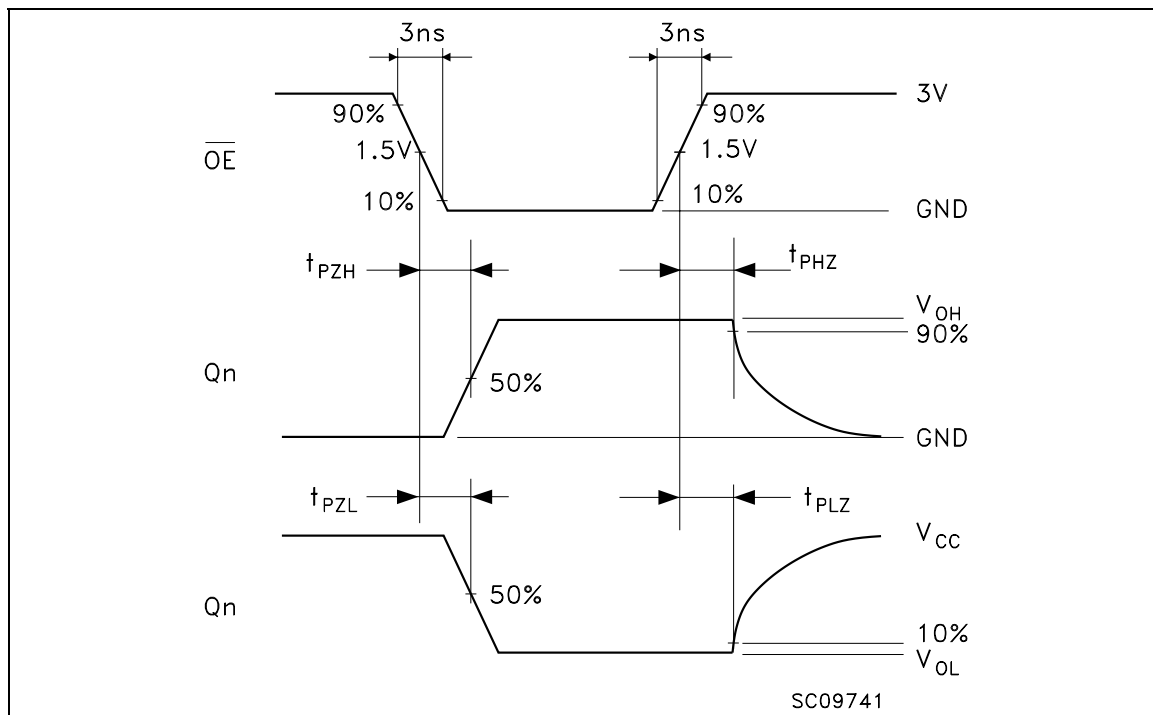 3ns 3ns
3V
90% 90%
O̅E̅ 1.5V 1.5V
10% 10%
GND
tPZH tPHZ
VOH
90%
Qn 50%
GND
tPZL tPLZ
VCC
Qn 50%
10%
VOL
SC09741